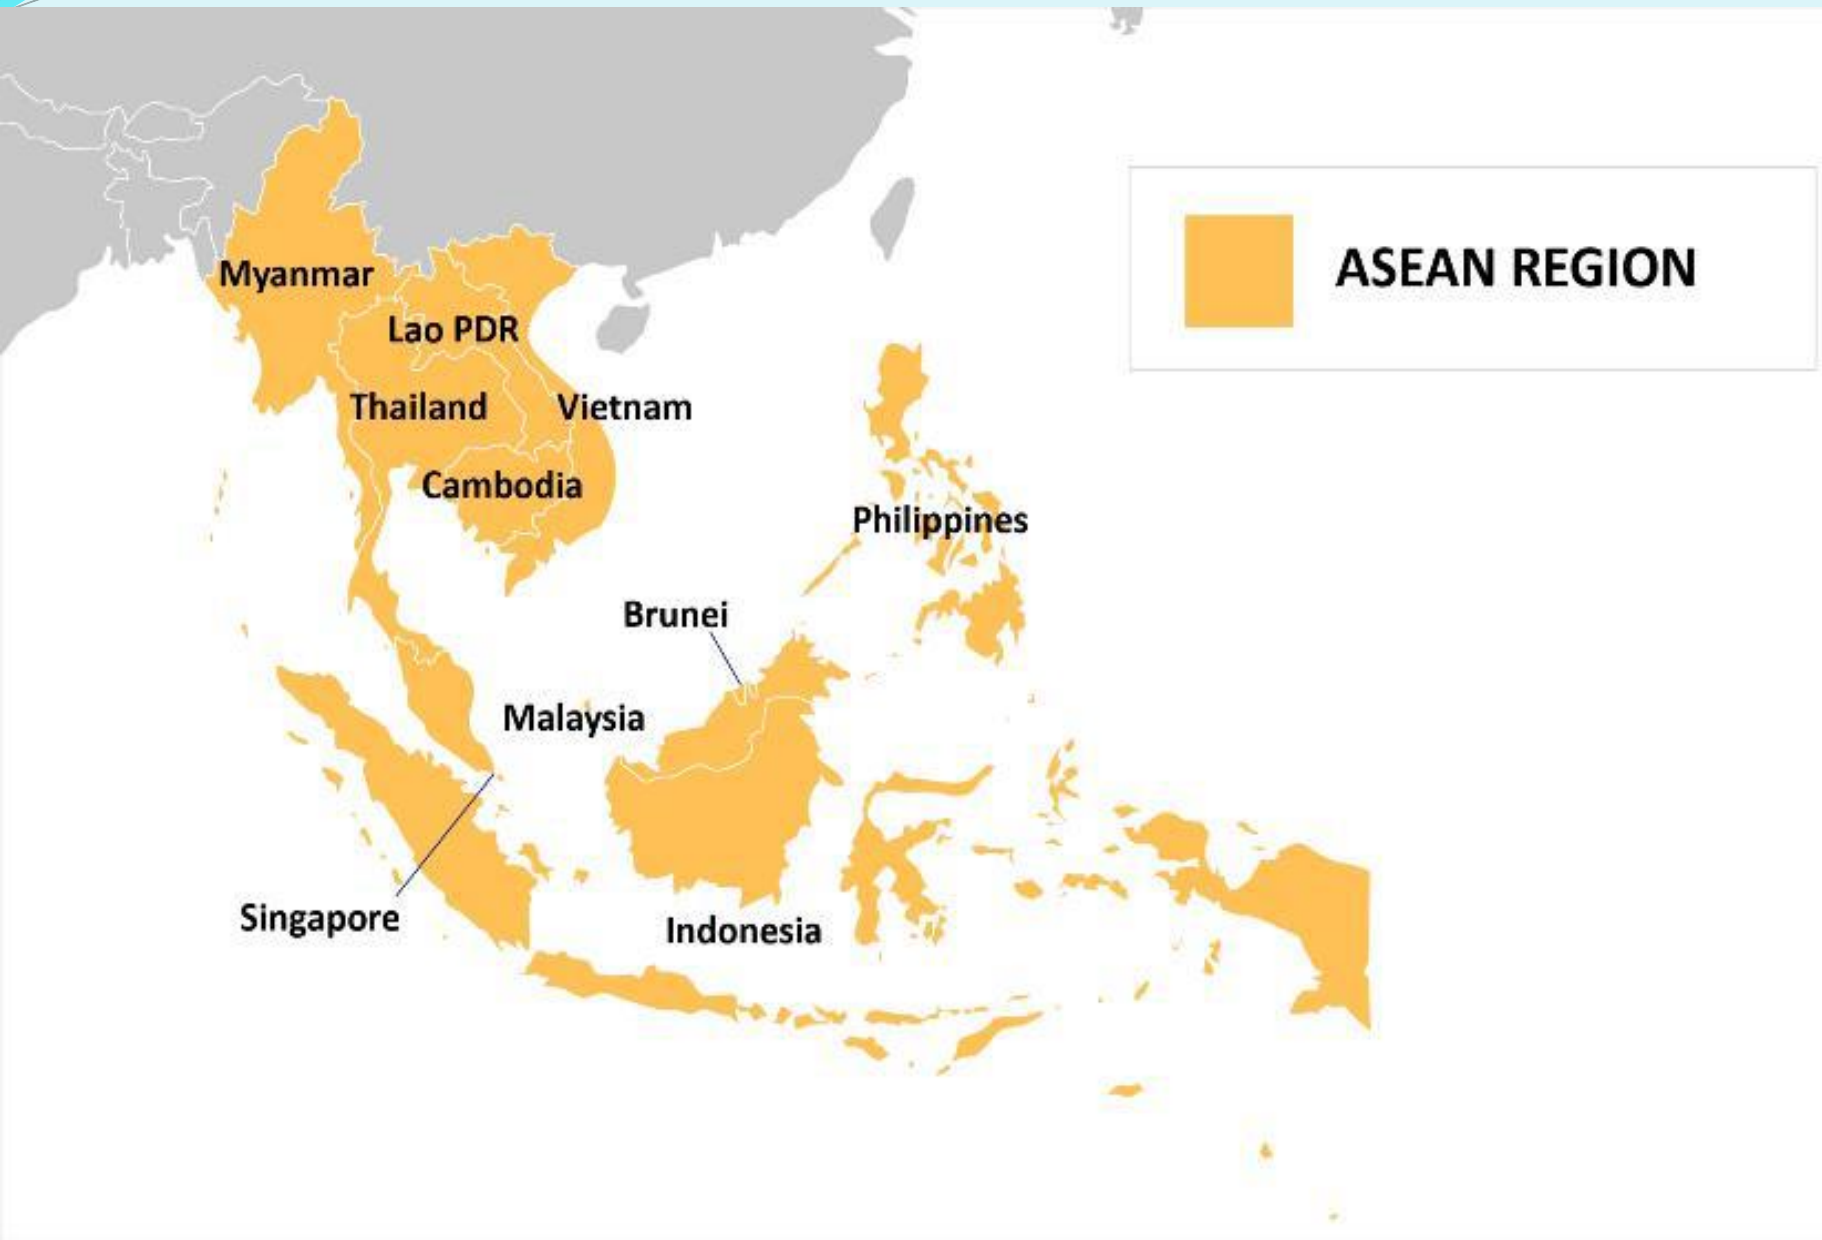 ASEAN REGION
Myanmar
Lao PDR
Thailand
Vietnam
Cambodia
Philippines
Brunei
Malaysia
Singapore
Indonesia